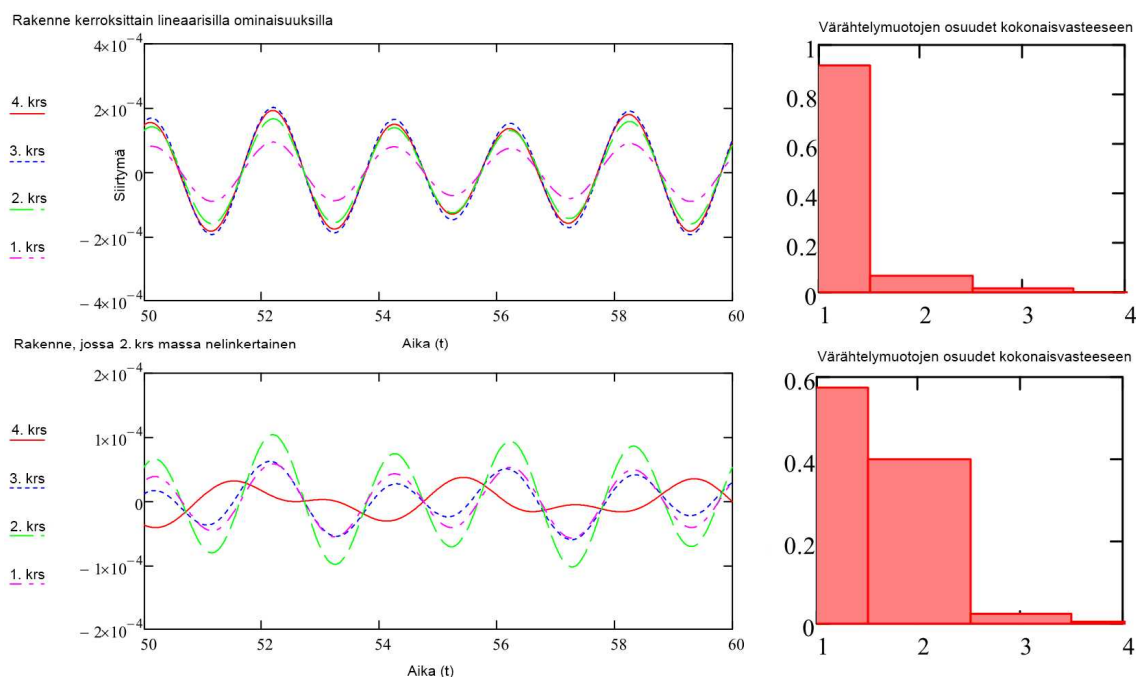 Rakenne kerroksittain lineaarisilla ominaisuuksilla
4×10⁻⁴
2×10⁻⁴
0
− 2×10⁻⁴
− 4×10⁻⁴
Siirtymä
4. krs
3. krs
2. krs
1. krs
50 52 54 56 58 60
Aika (t)
Värähtelymuotojen osuudet kokonaisvasteeseen
1
0.8
0.6
0.4
0.2
0
1 2 3 4
Rakenne, jossa 2. krs massa nelinkertainen
2×10⁻⁴
1×10⁻⁴
0
− 1×10⁻⁴
− 2×10⁻⁴
4. krs
3. krs
2. krs
1. krs
50 52 54 56 58 60
Aika (t)
Värähtelymuotojen osuudet kokonaisvasteeseen
0.6
0.4
0.2
0
1 2 3 4